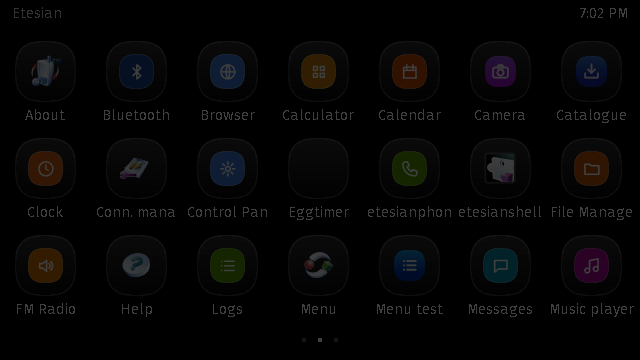 Etesian 7:02 PM
About Bluetooth Browser Calculator Calendar Camera Catalogue
Clock Conn. mana Control Pan Eggtimer etesianphon etesianshell File Manage
FM Radio Help Logs Menu Menu test Messages Music player